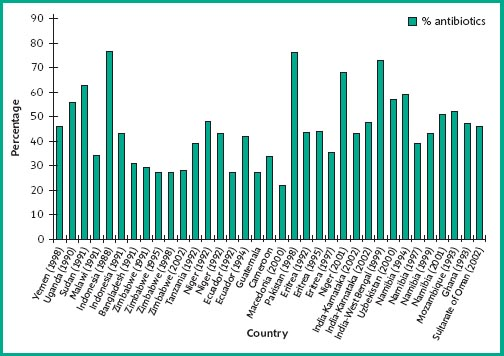 % antibiotics
90
80
70
60
50
40
30
20
10
0
Percentage
Yemen (1998)
Uganda (1990)
Sudan (1991)
Malawi (1991)
Indonesia (1988)
Indonesia (1991)
Bangladesh (1991)
Zimbabwe (1991)
Zimbabwe (1995)
Zimbabwe (1998)
Zimbabwe (2002)
Tanzania (1992)
Niger (1992)
Niger (1992)
Ecuador (1992)
Ecuador (1994)
Guatemala
Cameroon
Macedonia (2000)
Pakistan (1998)
Eritrea (1992)
Eritrea (1995)
Eritrea (1997)
Niger (2001)
India-Karnataka (2002)
India-Karnataka (2002)
India-West Bengal (1999)
Uzbekistan (2000)
Namibia (1994)
Namibia (1997)
Namibia (1999)
Namibia (2001)
Mozambique (1993)
Ghana (1993)
Sultanate of Oman (2002)
Country